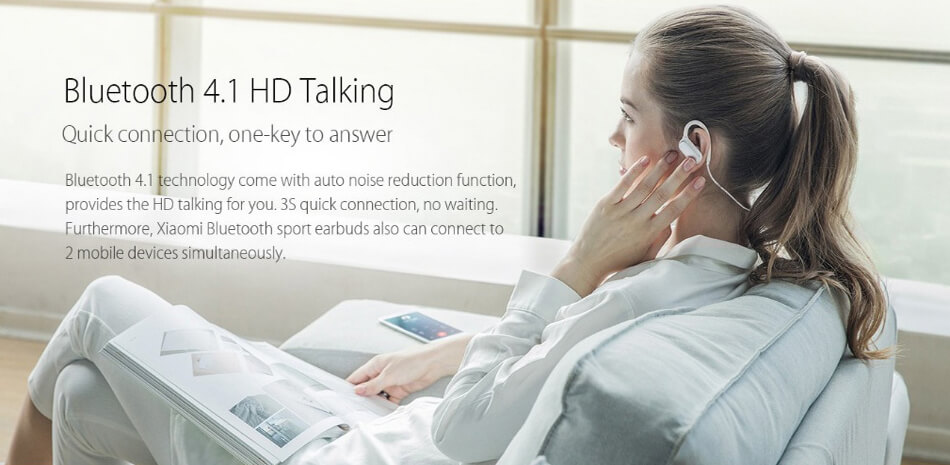 Bluetooth 4.1 HD Talking
Quick connection, one-key to answer
Bluetooth 4.1 technology come with auto noise reduction function,
provides the HD talking for you. 3S quick connection, no waiting.
Furthermore, Xiaomi Bluetooth sport earbuds also can connect to
2 mobile devices simultaneously.